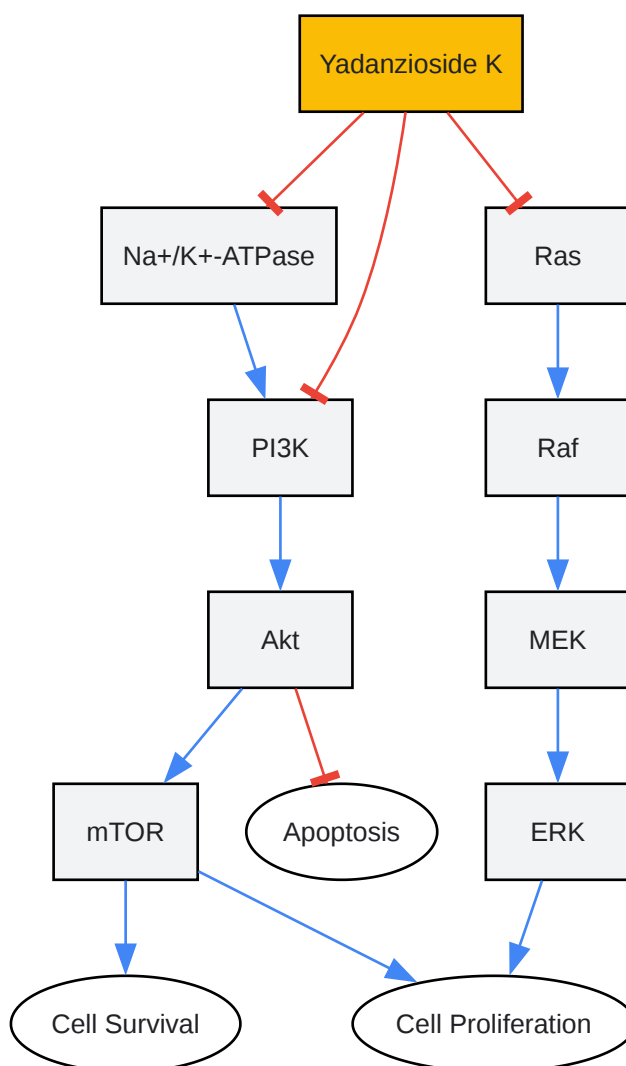 Yadanzioside K
Na+/K+-ATPase
Ras
PI3K
Raf
Akt
MEK
mTOR
Apoptosis
ERK
Cell Survival
Cell Proliferation